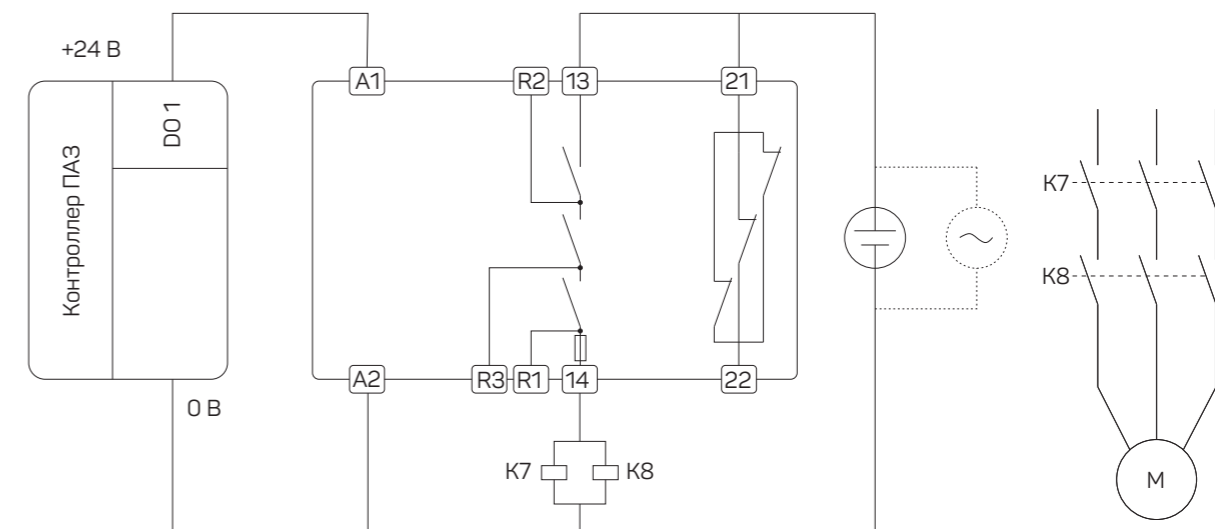 +24 В
Контроллер ПАЗ
DO 1
0 В
A1
R2
13
21
A2
R3
R1
14
22
K7
K8
K7
K8
M